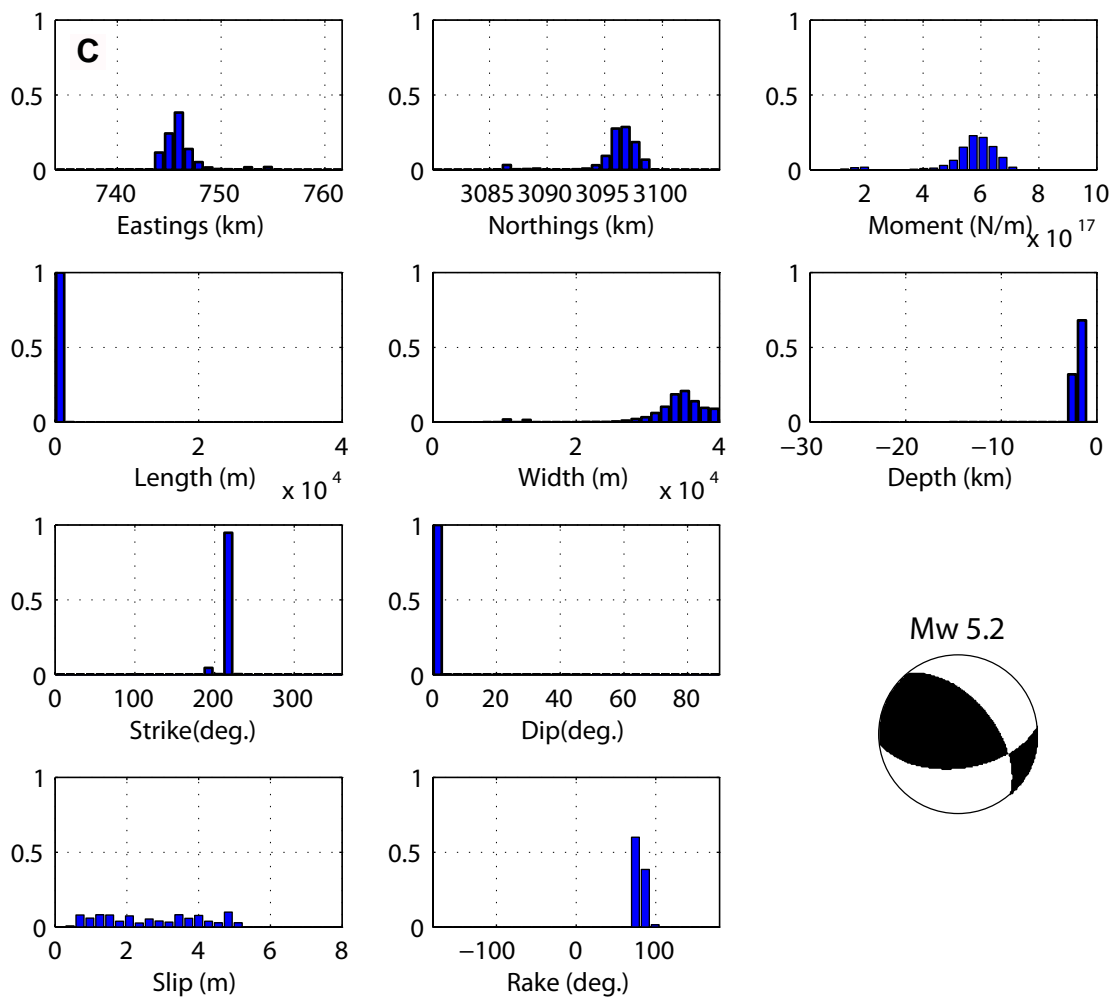 C
1
0.5
0
740 750 760
Eastings (km)
1
0.5
0
3085 3090 3095 3100
Northings (km)
1
0.5
0
2 4 6 8 10
Moment (N/m)
x 10 17
1
0.5
0
0 2 4
Length (m)
x 10 4
1
0.5
0
0 2 4
Width (m)
x 10 4
1
0.5
0
−30 −20 −10 0
Depth (km)
1
0.5
0
0 100 200 300
Strike(deg.)
1
0.5
0
0 20 40 60 80
Dip(deg.)
Mw 5.2
1
0.5
0
0 2 4 6 8
Slip (m)
1
0.5
0
−100 0 100
Rake (deg.)